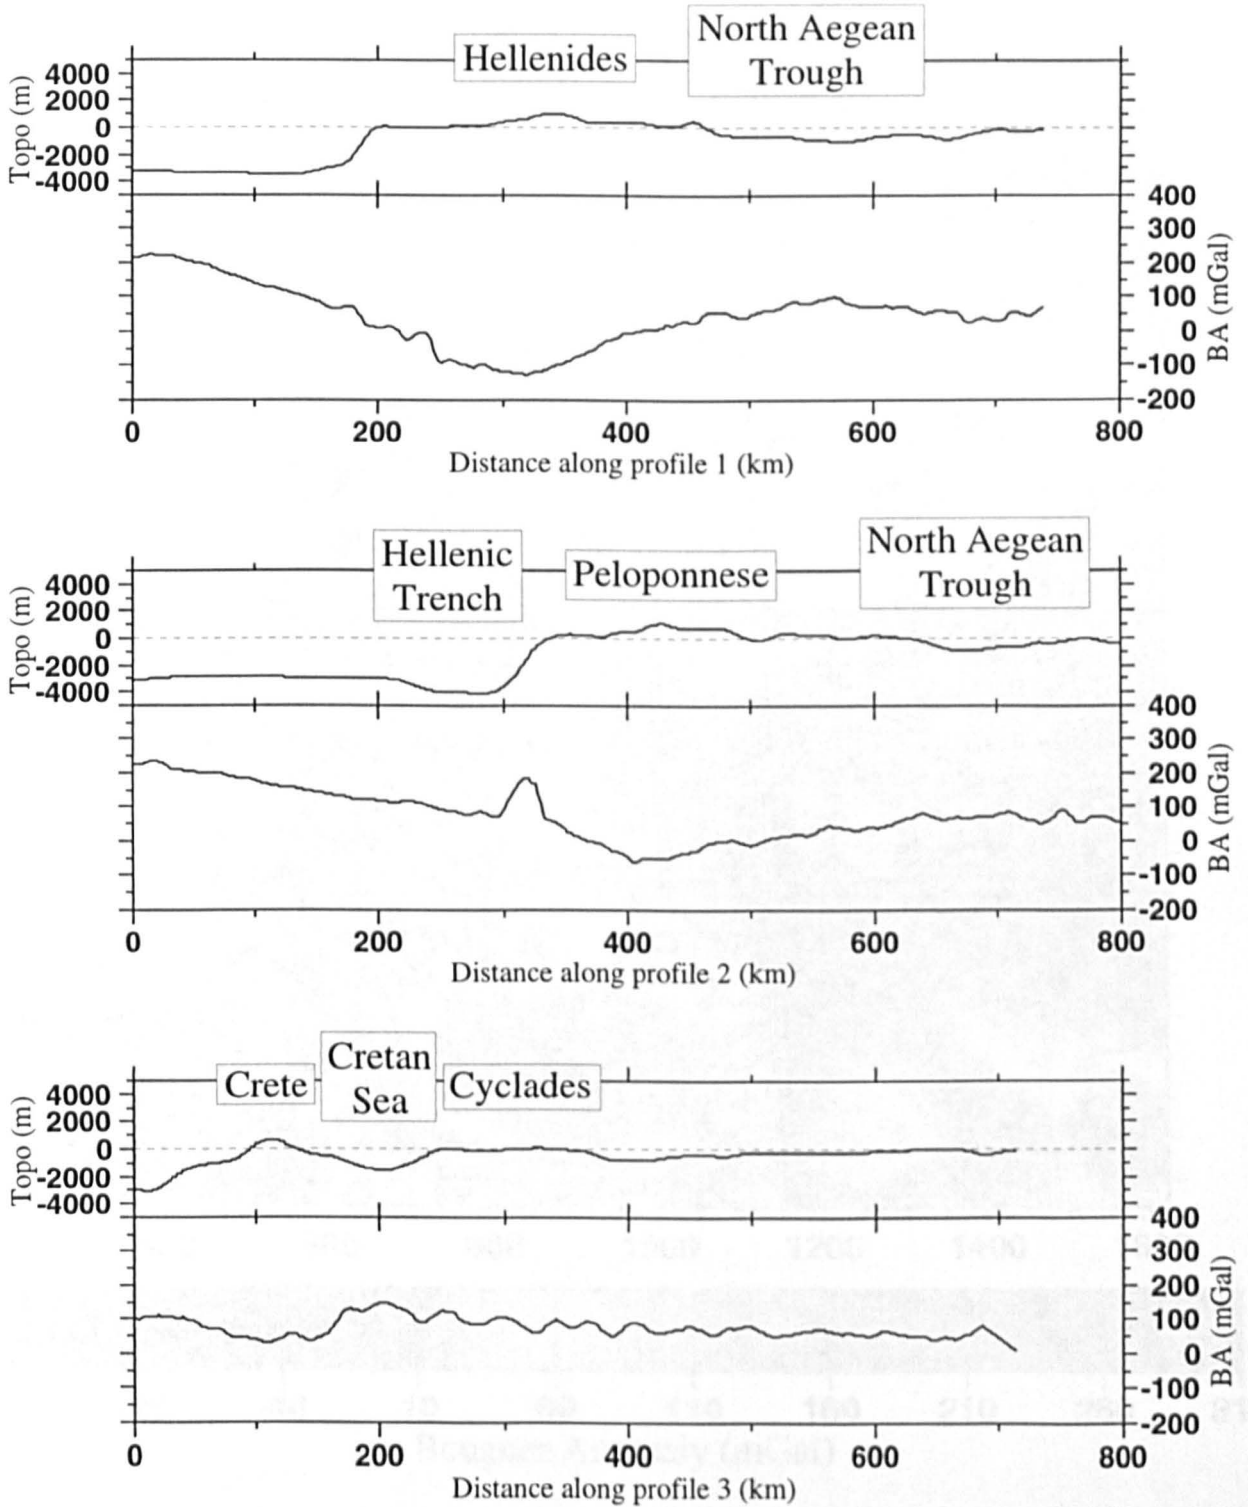 Hellenides
North Aegean
Trough
Topo (m)
4000
2000
0
-2000
-4000
400
300
200
100
0
-100
-200
BA (mGal)
0 200 400 600 800
Distance along profile 1 (km)
Hellenic
Trench
Peloponnese
North Aegean
Trough
Topo (m)
4000
2000
0
-2000
-4000
400
300
200
100
0
-100
-200
BA (mGal)
0 200 400 600 800
Distance along profile 2 (km)
Crete
Cretan
Sea
Cyclades
Topo (m)
4000
2000
0
-2000
-4000
400
300
200
100
0
-100
-200
BA (mGal)
0 200 400 600 800
Distance along profile 3 (km)